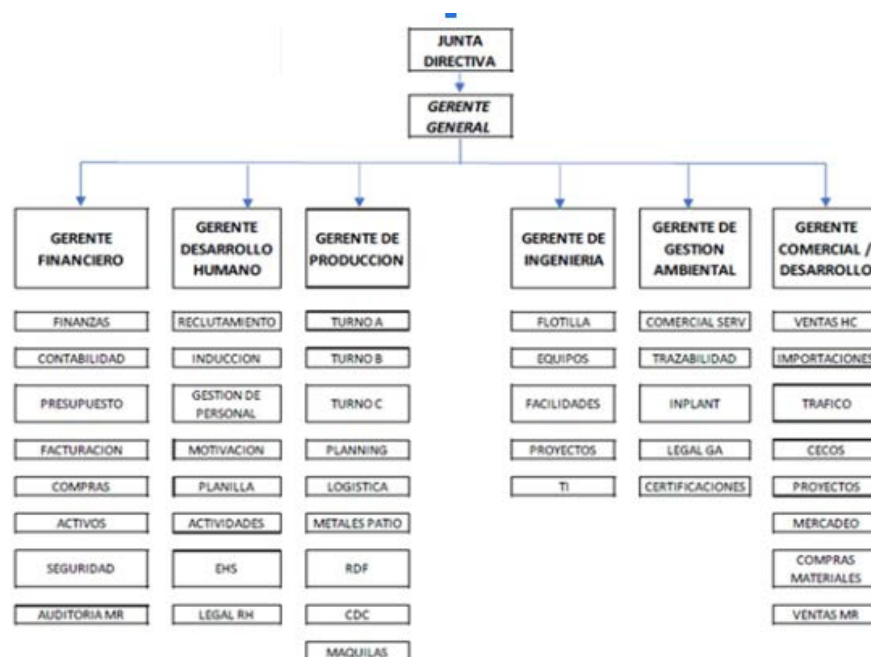 JUNTA
DIRECTIVA
GERENTE
GENERAL
GERENTE
FINANCIERO
FINANZAS
CONTABILIDAD
PRESUPUESTO
FACTURACION
COMPRAS
ACTIVOS
SEGURIDAD
AUDITORIA MR
GERENTE
DESARROLLO
HUMANO
RECLUTAMIENTO
INDUCCION
GESTION DE
PERSONAL
MOTIVACION
PLANILLA
ACTIVIDADES
EHS
LEGAL RH
GERENTE DE
PRODUCCION
TURNO A
TURNO B
TURNO C
PLANNING
LOGISTICA
METALES PATIO
RDF
CDC
MAQUILAS
GERENTE DE
INGENIERIA
FLOTILLA
EQUIPOS
FACILIDADES
PROYECTOS
TI
GERENTE DE
GESTION
AMBIENTAL
COMERCIAL SERV
TRAZABILIDAD
INPLANT
LEGAL GA
CERTIFICACIONES
GERENTE
COMERCIAL /
DESARROLLO
VENTAS HC
IMPORTACIONES
TRAFICO
CECOS
PROYECTOS
MERCADEO
COMPRAS
MATERIALES
VENTAS MR